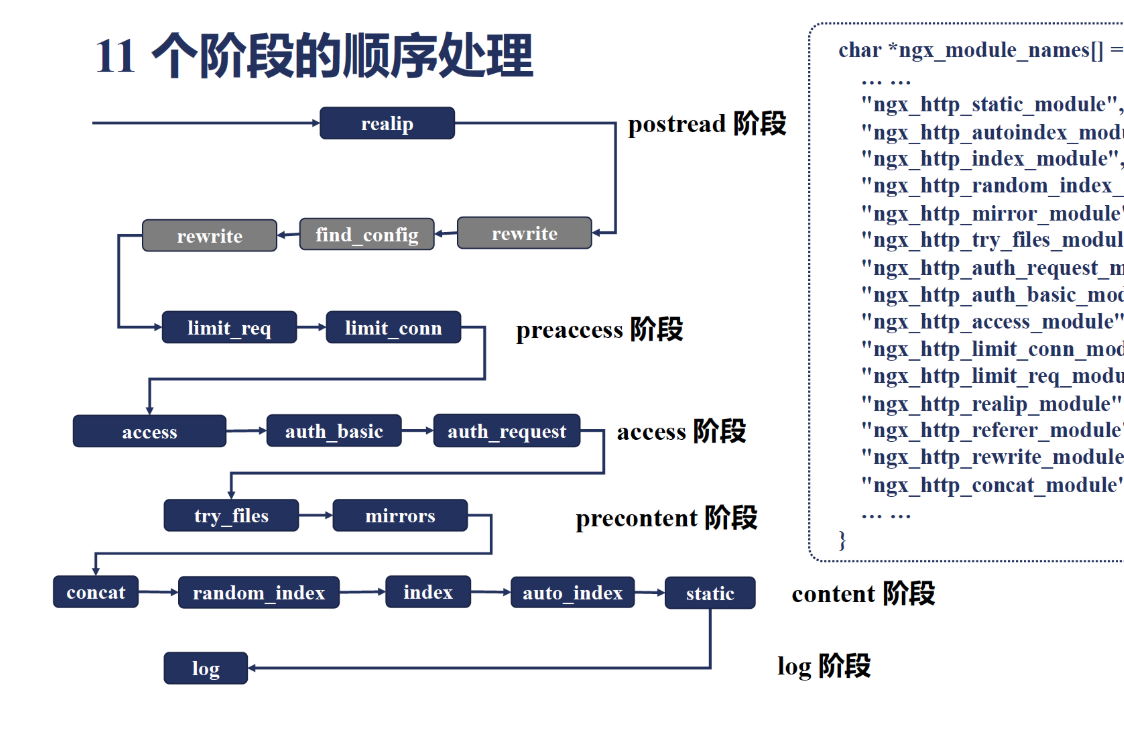 11 个阶段的顺序处理
realip
postread 阶段
rewrite
find_config
rewrite
limit_req
limit_conn
preaccess 阶段
access
auth_basic
auth_request
access 阶段
try_files
mirrors
precontent 阶段
concat
random_index
index
auto_index
static
content 阶段
log
log 阶段
char *ngx_module_names[] =
… …
"ngx_http_static_module",
"ngx_http_autoindex_modu
"ngx_http_index_module",
"ngx_http_random_index_
"ngx_http_mirror_module"
"ngx_http_try_files_modul
"ngx_http_auth_request_m
"ngx_http_auth_basic_mod
"ngx_http_access_module"
"ngx_http_limit_conn_mod
"ngx_http_limit_req_modu
"ngx_http_realip_module"
"ngx_http_referer_module"
"ngx_http_rewrite_module
"ngx_http_concat_module"
… …
}